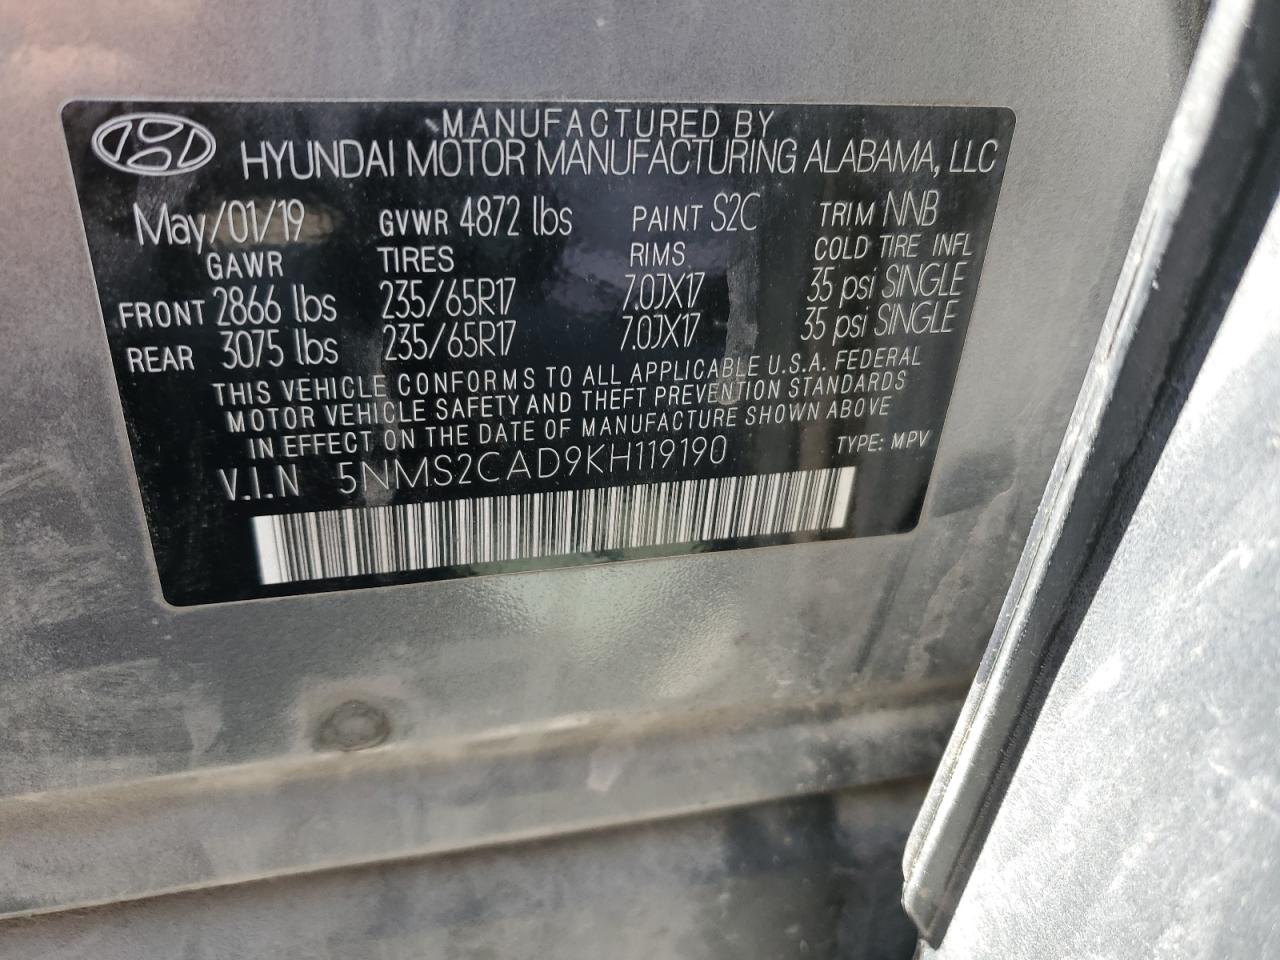 MANUFACTURED BY
HYUNDAI MOTOR MANUFACTURING ALABAMA, LLC
May/01/19 GVWR 4872 lbs PAINT S2C TRIM NNB
GAWR TIRES RIMS COLD TIRE INFL
FRONT 2866 lbs 235/65R17 7.0JX17 35 psi SINGLE
REAR 3075 lbs 235/65R17 7.0JX17 35 psi SINGLE
THIS VEHICLE CONFORMS TO ALL APPLICABLE U.S.A. FEDERAL
MOTOR VEHICLE SAFETY AND THEFT PREVENTION STANDARDS
IN EFFECT ON THE DATE OF MANUFACTURE SHOWN ABOVE
V.I.N 5NMS2CAD9KH119190 TYPE: MPV